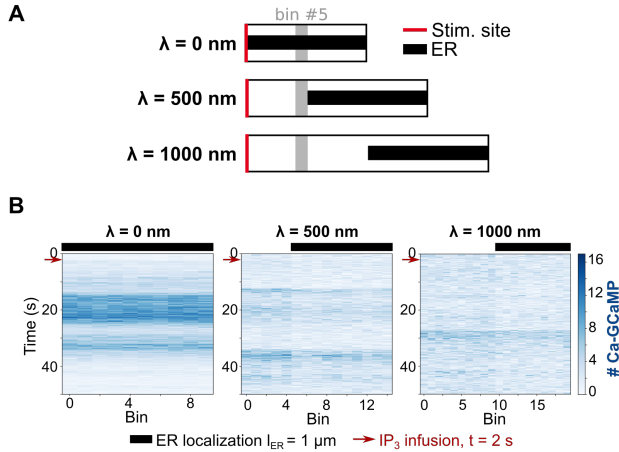 A
bin #5
λ = 0 nm
Stim. site
ER
λ = 500 nm
λ = 1000 nm
B
λ = 0 nm
λ = 500 nm
λ = 1000 nm
0
20
40
Time (s)
0
4
8
Bin
0
0
4
8
12
Bin
0
0
5
10
15
Bin
16
12
8
4
0
# Ca-GCaMP
ER localization l_ER = 1 µm
IP₃ infusion, t = 2 s